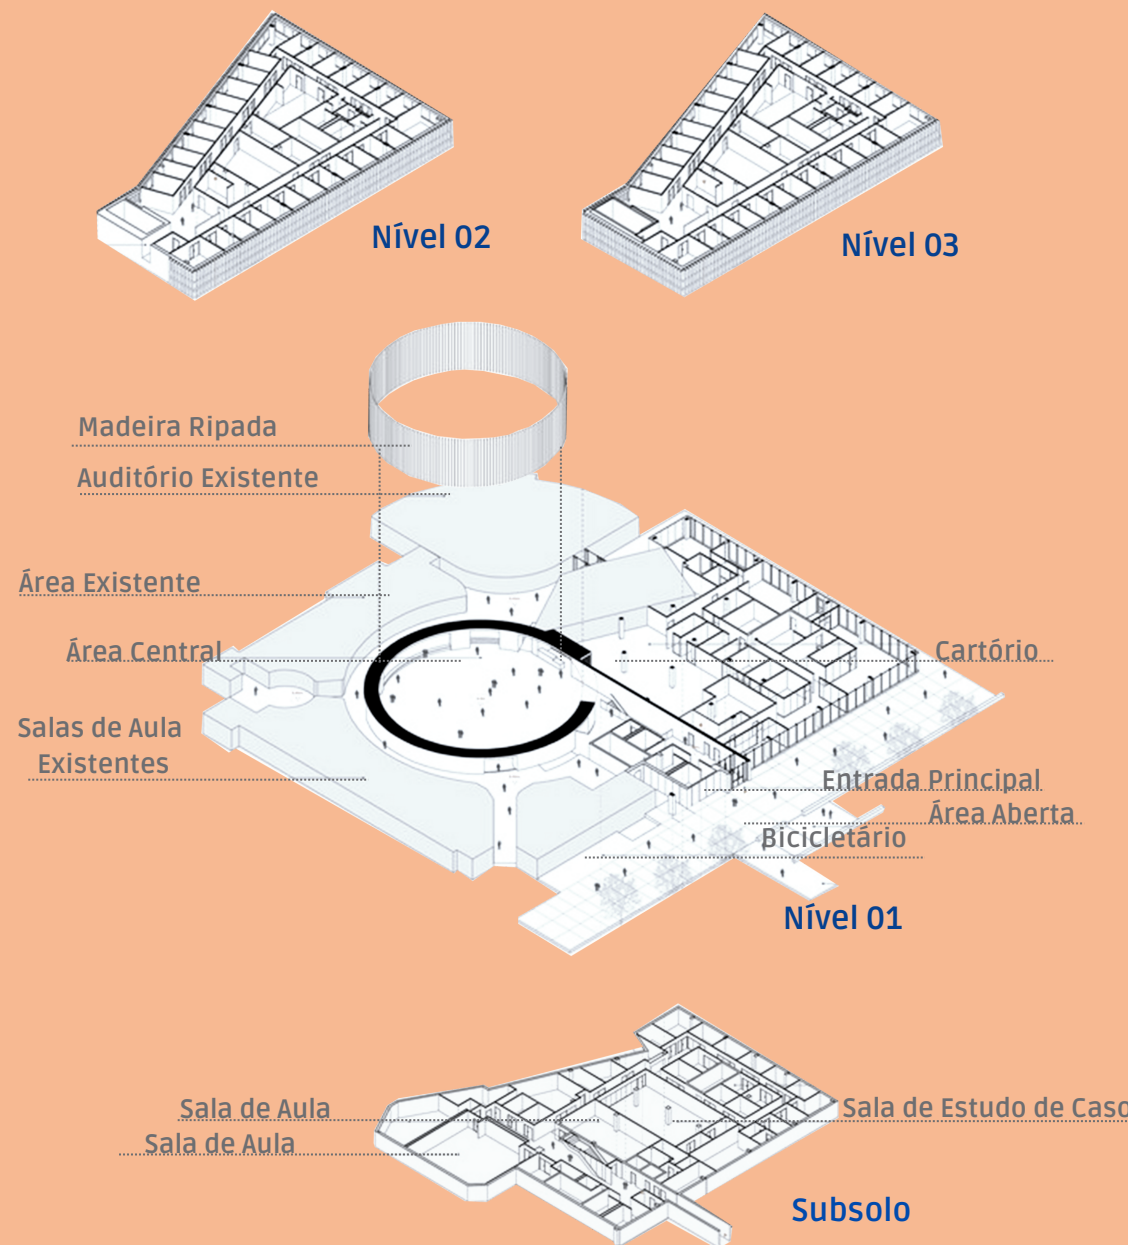 Nível 02
Nível 03
Madeira Ripada
Auditório Existente
Área Existente
Área Central
Cartório
Salas de Aula
Existentes
Entrada Principal
Área Aberta
Bicicletário
Nível 01
Sala de Aula
Sala de Estudo de Caso
Sala de Aula
Subsolo